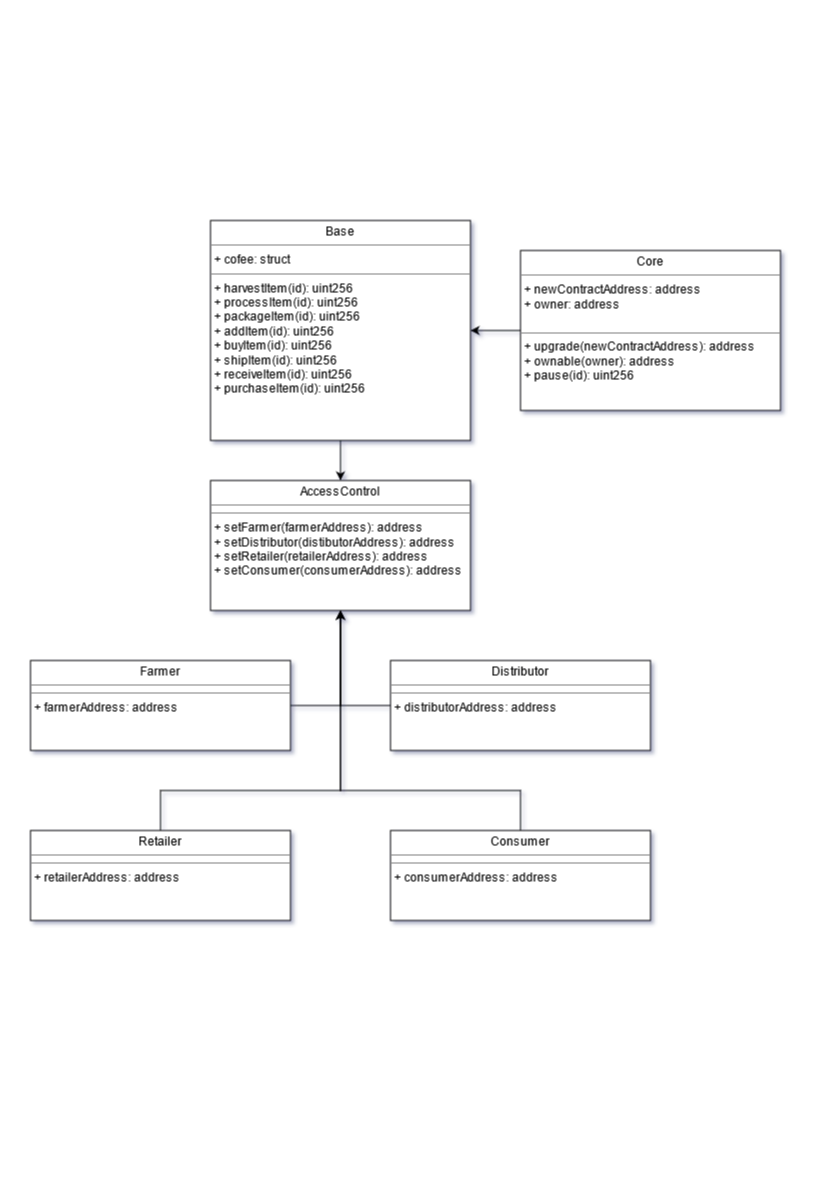 Base
+ cofee: struct
+ harvestItem(id): uint256
+ processItem(id): uint256
+ packageItem(id): uint256
+ addItem(id): uint256
+ buyItem(id): uint256
+ shipItem(id): uint256
+ receiveItem(id): uint256
+ purchaseItem(id): uint256
Core
+ newContractAddress: address
+ owner: address
+ upgrade(newContractAddress): address
+ ownable(owner): address
+ pause(id): uint256
AccessControl
+ setFarmer(farmerAddress): address
+ setDistributor(distibutorAddress): address
+ setRetailer(retailerAddress): address
+ setConsumer(consumerAddress): address
Farmer
+ farmerAddress: address
Distributor
+ distributorAddress: address
Retailer
+ retailerAddress: address
Consumer
+ consumerAddress: address